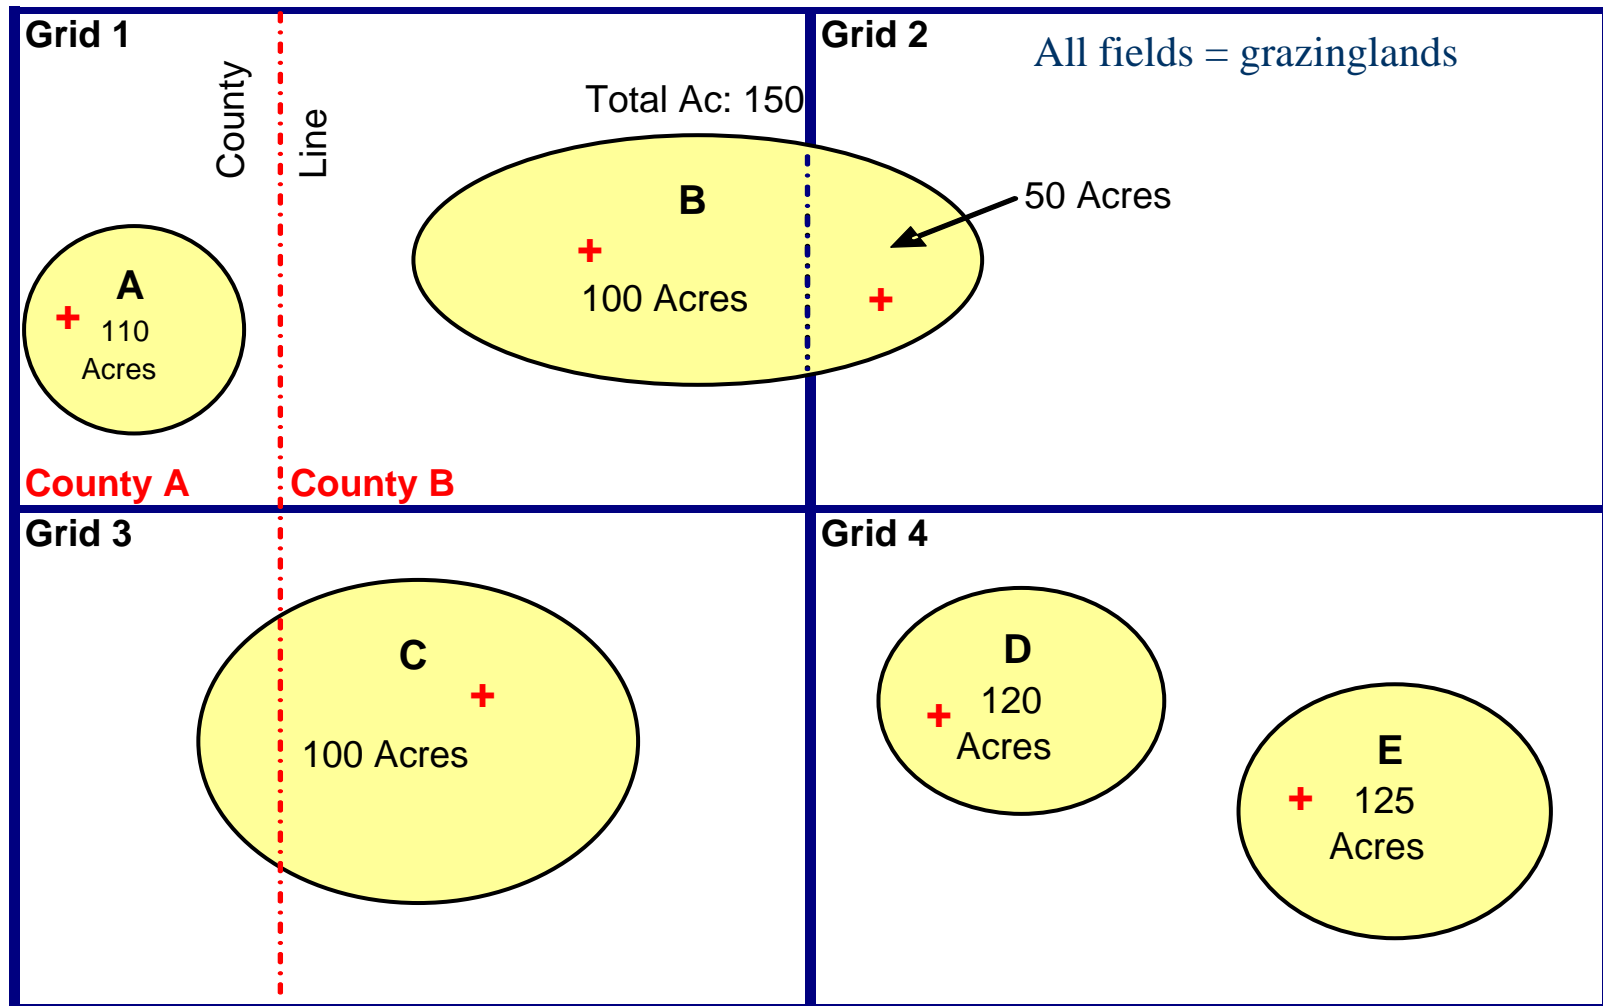 Grid 1
County
Line
Total Ac: 150
A
110
Acres
B
100 Acres
County A
County B
Grid 2
All fields = grazinglands
50 Acres
Grid 3
C
100 Acres
Grid 4
D
120
Acres
E
125
Acres